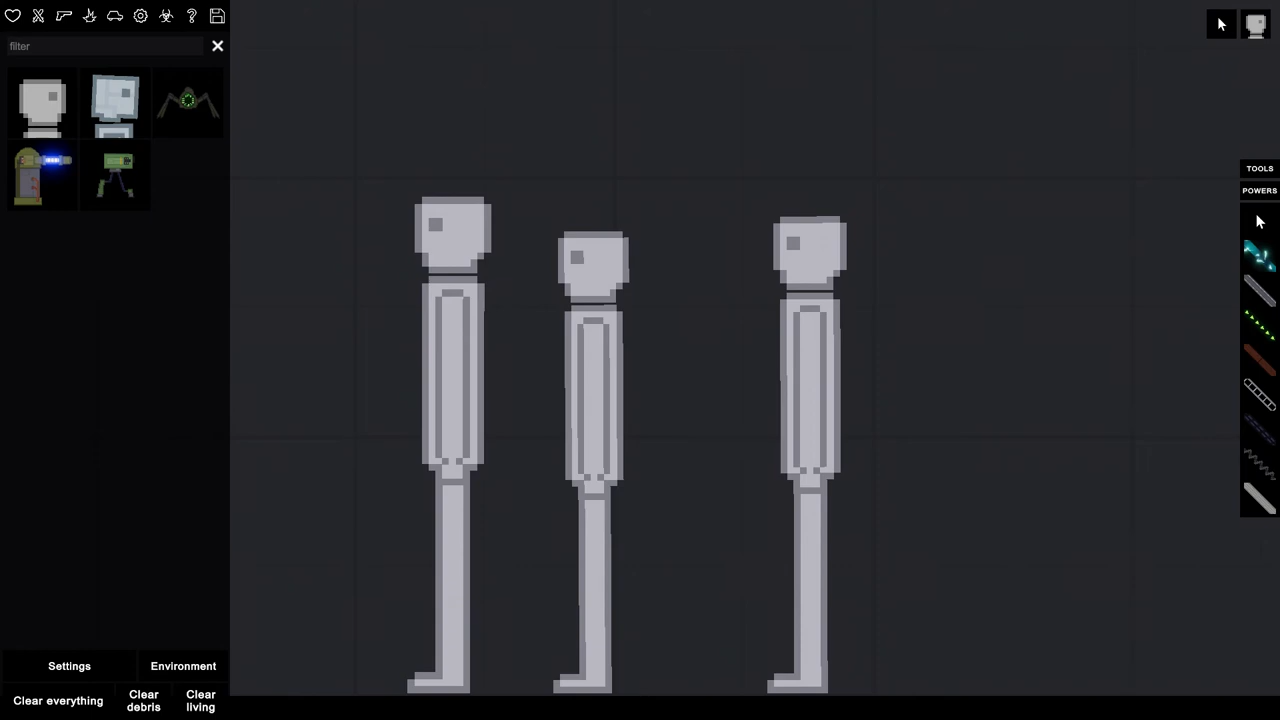 filter
TOOLS
POWERS
Settings
Environment
Clear everything
Clear
debris
Clear
living